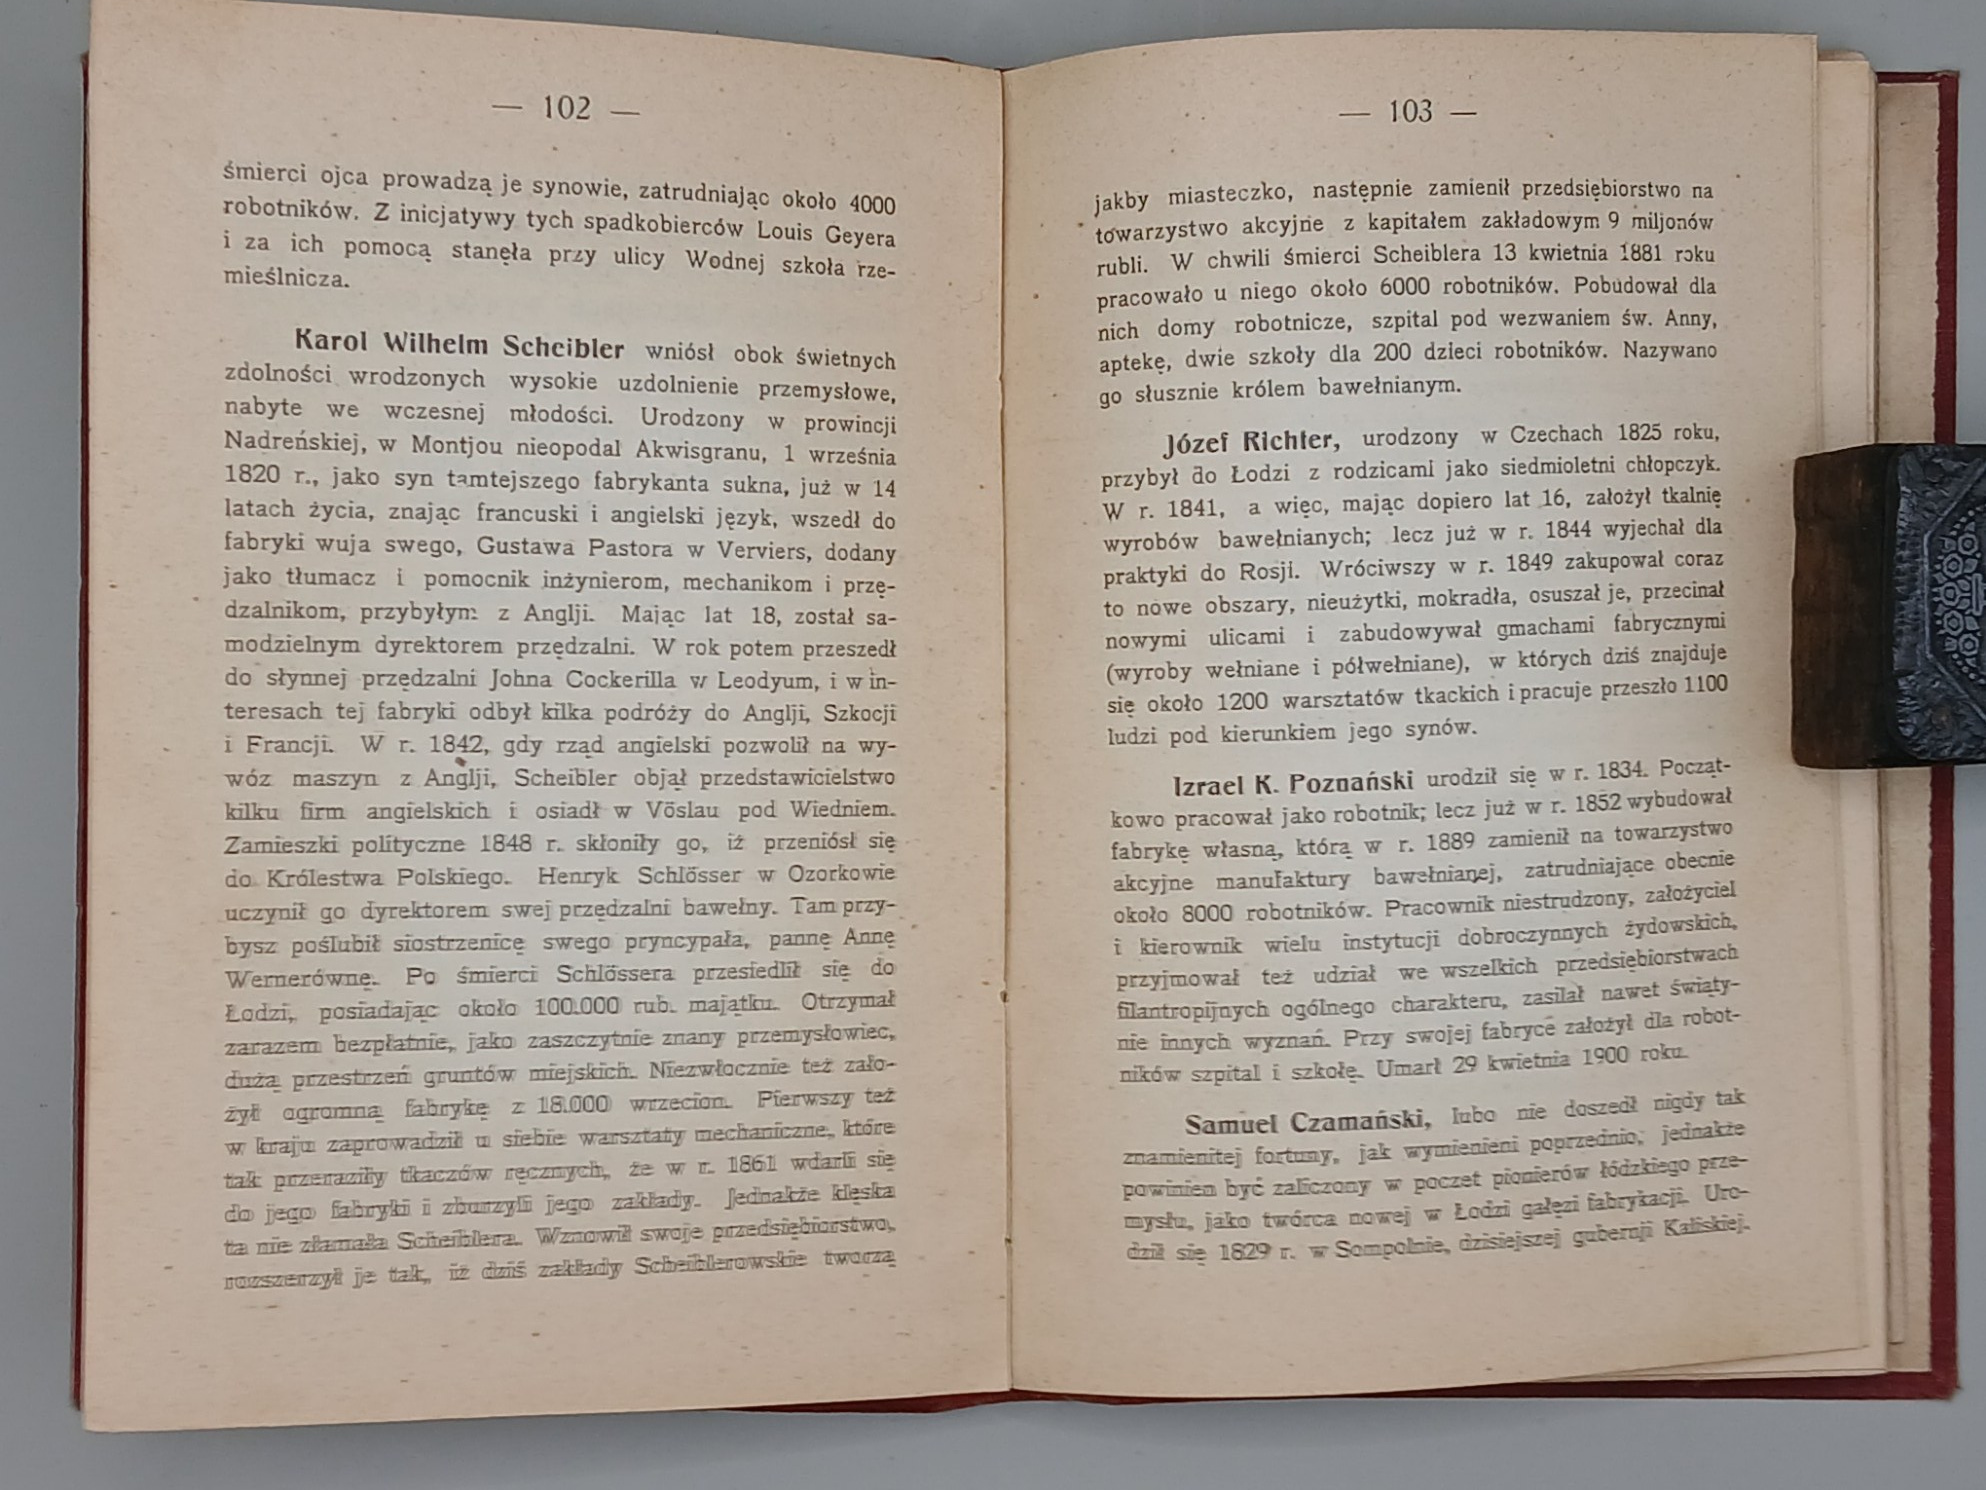 — 102 —
śmierci ojca prowadzą je synowie, zatrudniając około 4000
robotników. Z inicjatywy tych spadkobierców Louis Geyera
i za ich pomocą stanęła przy ulicy Wodnej szkoła rze-
mieślnicza.
Karol Wilhelm Scheibler wniósł obok świetnych
zdolności wrodzonych wysokie uzdolnienie przemysłowe,
nabyte we wczesnej młodości. Urodzony w prowincji
Nadreńskiej, w Montjou nieopodal Akwisgranu, 1 września
1820 r., jako syn tamtejszego fabrykanta sukna, już w 14
latach życia, znając francuski i angielski język, wszedł do
fabryki wuja swego, Gustawa Pastora w Verviers, dodany
jako tłumacz i pomocnik inżynierom, mechanikom i przę-
dzalnikom, przybyłym z Anglji. Mając lat 18, został sa-
modzielnym dyrektorem przędzalni. W rok potem przeszedł
do słynnej przędzalni Johna Cockerilla w Leodyum, i w in-
teresach tej fabryki odbył kilka podróży do Anglji, Szkocji
i Francji. W r. 1842, gdy rząd angielski pozwolił na wy-
wóz maszyn z Anglji, Scheibler objął przedstawicielstwo
kilku firm angielskich i osiadł w Vöslau pod Wiedniem.
Zamieszki polityczne 1848 r. skłoniły go, iż przeniósł się
do Królestwa Polskiego. Henryk Schlösser w Ozorkowie
uczynił go dyrektorem swej przędzalni bawełny. Tam przy-
bysz poślubił siostrzenicę swego pryncypała, pannę Annę
Wernerównę. Po śmierci Schlössera przesiedlił się do
Łodzi, posiadając około 100.000 rub. majątku. Otrzymał
zarazem bezpłatnie, jako zaszczytnie znany przemysłowiec,
dużą przestrzeń gruntów miejskich. Niezwłocznie też zało-
żył ogromną fabrykę z 18.000 wrzecion. Pierwszy też
w kraju zaprowadził u siebie warsztaty mechaniczne, które
tak przeraziły tkaczów ręcznych, że w r. 1861 wdarli się
do jego fabryki i zburzyli jego zakłady. Jednakże klęska
ta nie złamała Scheiblera. Wznowił swoje przedsiębiorstwo,
rozszerzył je tak, iż dziś zakłady Scheiblerowskie tworzą
— 103 —
jakby miasteczko, następnie zamienił przedsiębiorstwo na
towarzystwo akcyjne z kapitałem zakładowym 9 miljonów
rubli. W chwili śmierci Scheiblera 13 kwietnia 1881 roku
pracowało u niego około 6000 robotników. Pobudował dla
nich domy robotnicze, szpital pod wezwaniem św. Anny,
aptekę, dwie szkoły dla 200 dzieci robotników. Nazywano
go słusznie królem bawełnianym.
Józef Richter, urodzony w Czechach 1825 roku,
przybył do Łodzi z rodzicami jako siedmioletni chłopczyk.
W r. 1841, a więc, mając dopiero lat 16, założył tkalnię
wyrobów bawełnianych; lecz już w r. 1844 wyjechał dla
praktyki do Rosji. Wróciwszy w r. 1849 zakupował coraz
to nowe obszary, nieużytki, mokradła, osuszał je, przecinał
nowymi ulicami i zabudowywał gmachami fabrycznymi
(wyroby wełniane i półwełniane), w których dziś znajduje
się około 1200 warsztatów tkackich i pracuje przeszło 1100
ludzi pod kierunkiem jego synów.
Izrael K. Poznański urodził się w r. 1834. Począt-
kowo pracował jako robotnik; lecz już w r. 1852 wybudował
fabrykę własną, którą w r. 1889 zamienił na towarzystwo
akcyjne manufaktury bawełnianej, zatrudniające obecnie
około 8000 robotników. Pracownik niestrudzony, założyciel
i kierownik wielu instytucji dobroczynnych żydowskich,
przyjmował też udział we wszelkich przedsiębiorstwach
filantropijnych ogólnego charakteru, zasilał nawet świąty-
nie innych wyznań. Przy swojej fabryce założył dla robot-
ników szpital i szkołę. Umarł 29 kwietnia 1900 roku.
Samuel Czamański, lubo nie doszedł nigdy tak
znamienitej fortuny, jak wymienieni poprzednio, jednakże
powinien być zaliczony w poczet pionierów łódzkiego prze-
mysłu, jako twórca nowej w Łodzi gałęzi fabrykacji. Uro-
dził się 1829 r. w Sompolnie, dzisiejszej gubernji Kaliskiej.